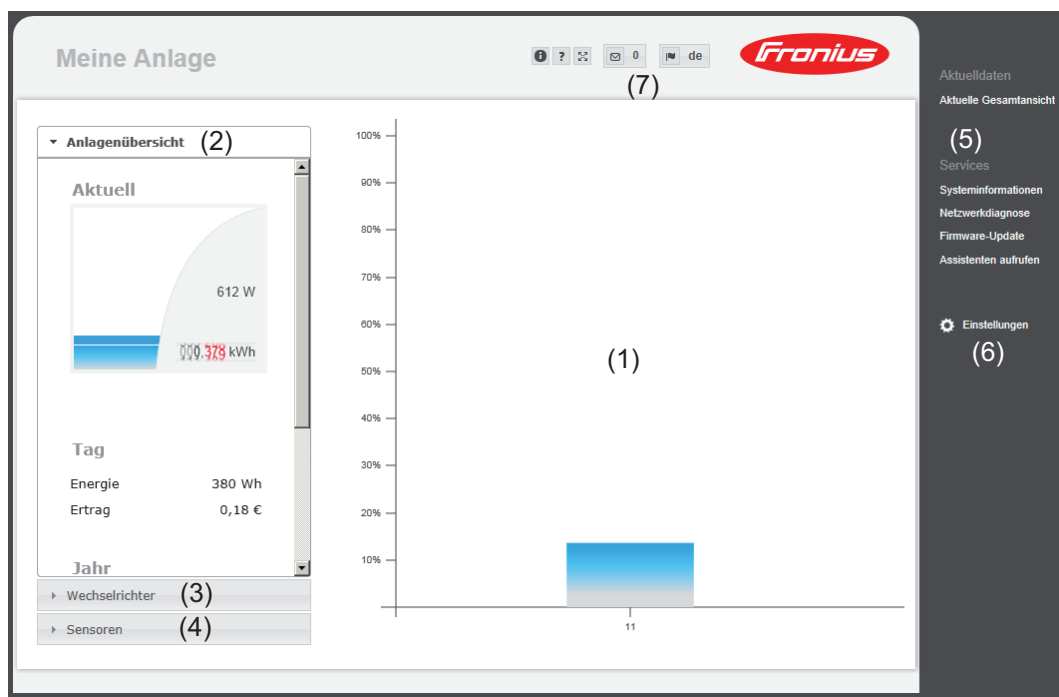 Meine Anlage
i ? 0 de
(7)
Fronius
Anlagenübersicht (2)
Aktuell
612 W
000.379 kWh
Tag
Energie 380 Wh
Ertrag 0,18 €
Jahr
Wechselrichter (3)
Sensoren (4)
100%
90%
80%
70%
60%
50%
40%
30%
20%
10%
(1)
11
Aktuelldaten
Aktuelle Gesamtansicht
(5)
Services
Systeminformationen
Netzwerkdiagnose
Firmware-Update
Assistenten aufrufen
Einstellungen
(6)